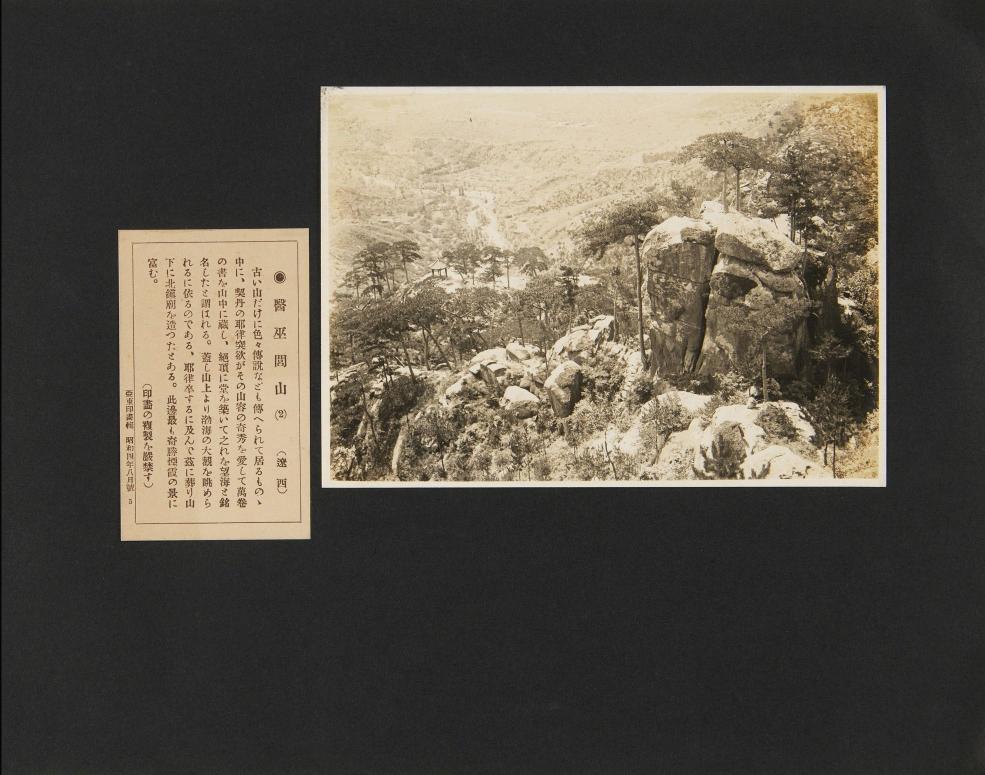 ◉醫巫閭山(2)(遼西)
古い山だけに色々傳說なども傳へられて居るものゝ
中に、契丹の耶律突欲がその山容の奇秀を愛して萬卷
の書を山中に藏し、絕頂に堂を築いて之れを望海と銘
名したと謂はれる。蓋し山上より渤海の大觀を眺めら
れるに依るのである、耶律卒するに及んで玆に葬り山
下に北鎭廟を造つたとある。此邊最も奇勝煙霞の景に
富む。
(印畵の複製を嚴禁す)
亞東印畵輯 昭和四年八月號 5